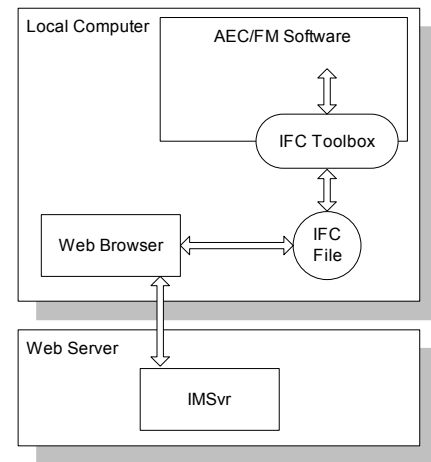 Local Computer
AEC/FM Software
IFC Toolbox
Web Browser
IFC
File
Web Server
IMSvr